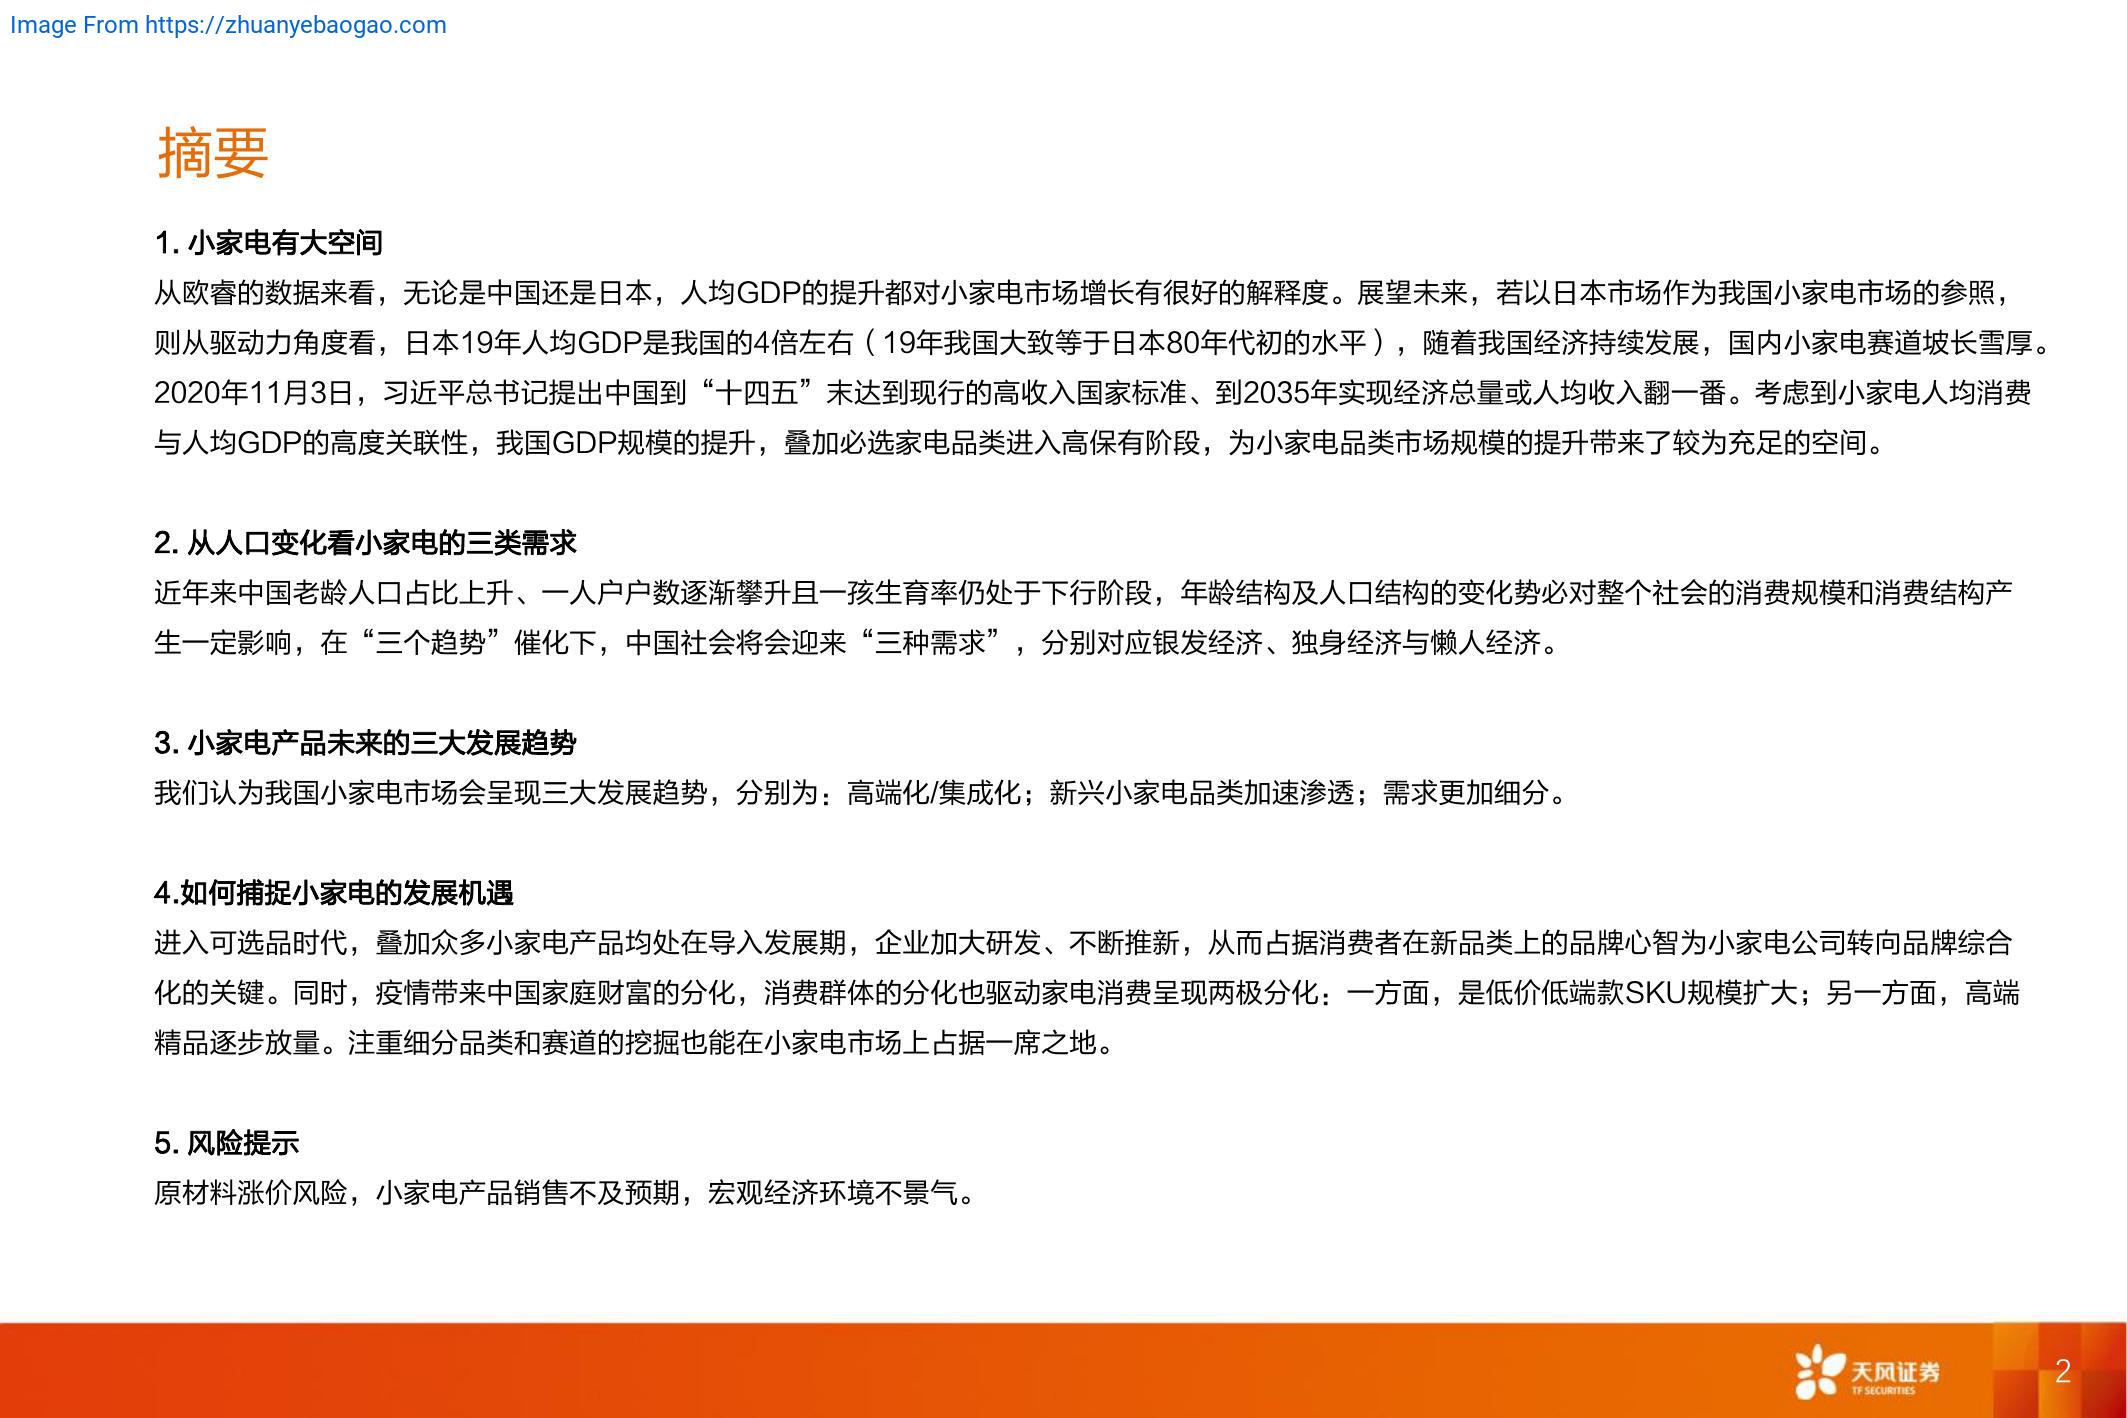 Image From https://zhuanyebaogao.com
摘要
1. 小家电有大空间
从欧睿的数据来看，无论是中国还是日本，人均GDP的提升都对小家电市场增长有很好的解释度。展望未来，若以日本市场作为我国小家电市场的参照，
则从驱动力角度看，日本19年人均GDP是我国的4倍左右（19年我国大致等于日本80年代初的水平），随着我国经济持续发展，国内小家电赛道坡长雪厚。
2020年11月3日，习近平总书记提出中国到“十四五”末达到现行的高收入国家标准、到2035年实现经济总量或人均收入翻一番。考虑到小家电人均消费
与人均GDP的高度关联性，我国GDP规模的提升，叠加必选家电品类进入高保有阶段，为小家电品类市场规模的提升带来了较为充足的空间。
2. 从人口变化看小家电的三类需求
近年来中国老龄人口占比上升、一人户户数逐渐攀升且一孩生育率仍处于下行阶段，年龄结构及人口结构的变化势必对整个社会的消费规模和消费结构产
生一定影响，在“三个趋势”催化下，中国社会将会迎来“三种需求”，分别对应银发经济、独身经济与懒人经济。
3. 小家电产品未来的三大发展趋势
我们认为我国小家电市场会呈现三大发展趋势，分别为：高端化/集成化；新兴小家电品类加速渗透；需求更加细分。
4.如何捕捉小家电的发展机遇
进入可选品时代，叠加众多小家电产品均处在导入发展期，企业加大研发、不断推新，从而占据消费者在新品类上的品牌心智为小家电公司转向品牌综合
化的关键。同时，疫情带来中国家庭财富的分化，消费群体的分化也驱动家电消费呈现两极分化：一方面，是低价低端款SKU规模扩大；另一方面，高端
精品逐步放量。注重细分品类和赛道的挖掘也能在小家电市场上占据一席之地。
5. 风险提示
原材料涨价风险，小家电产品销售不及预期，宏观经济环境不景气。
天风证券
TF SECURITIES
2